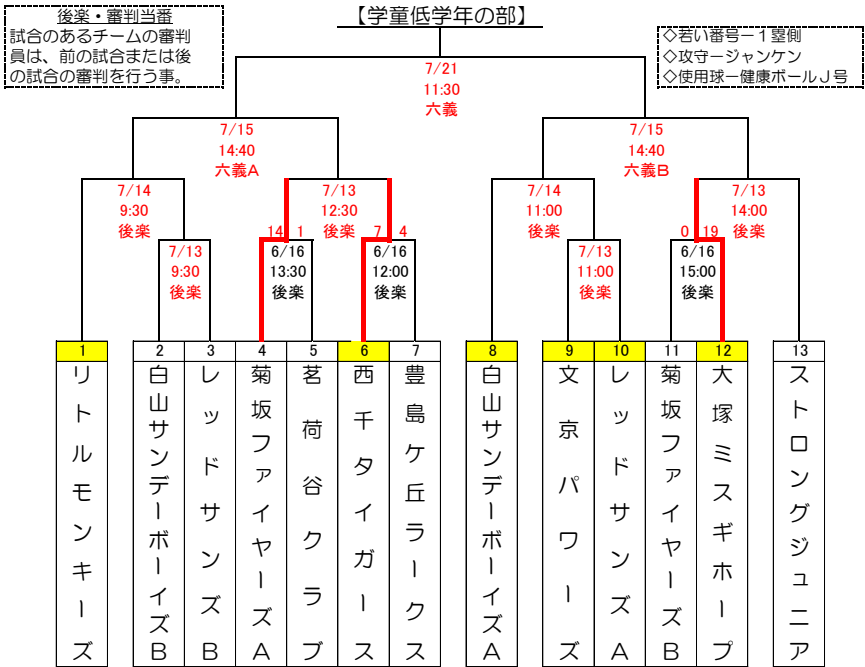 【学童低学年の部】
後楽・審判当番
試合のあるチームの審判
員は、前の試合または後
の試合の審判を行う事。
◇若い番号ー１塁側
◇攻守ージャンケン
◇使用球ー健康ボールＪ号
7/21
11:30
六義
7/15
14:40
六義A
7/15
14:40
六義B
7/14
9:30
後楽
7/13
12:30
後楽
7/14
11:00
後楽
7/13
14:00
後楽
14 1
7 4
0 19
7/13
9:30
後楽
6/16
13:30
後楽
6/16
12:00
後楽
7/13
11:00
後楽
6/16
15:00
後楽
1 2 3 4 5 6 7 8 9 10 11 12 13
リトルモンキーズ
白山サンデーボーイズB
レッドサンズB
菊坂ファイヤーズA
茗荷谷クラブ
西千タイガース
豊島ケ丘ラークス
白山サンデーボーイズA
文京パワーズ
レッドサンズA
菊坂ファイヤーズB
大塚ミスギホープ
ストロングジュニア